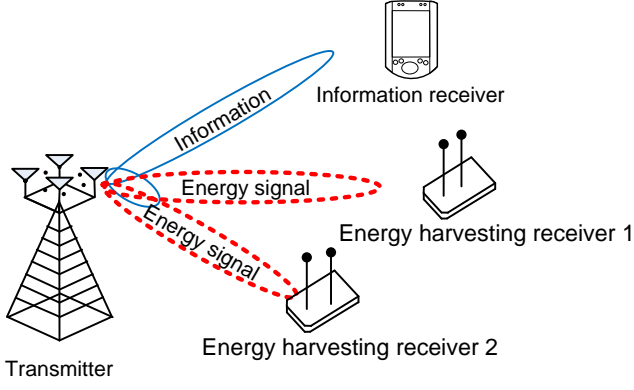 Information receiver
Information
Energy signal
Energy harvesting receiver 1
Energy signal
Energy harvesting receiver 2
Transmitter